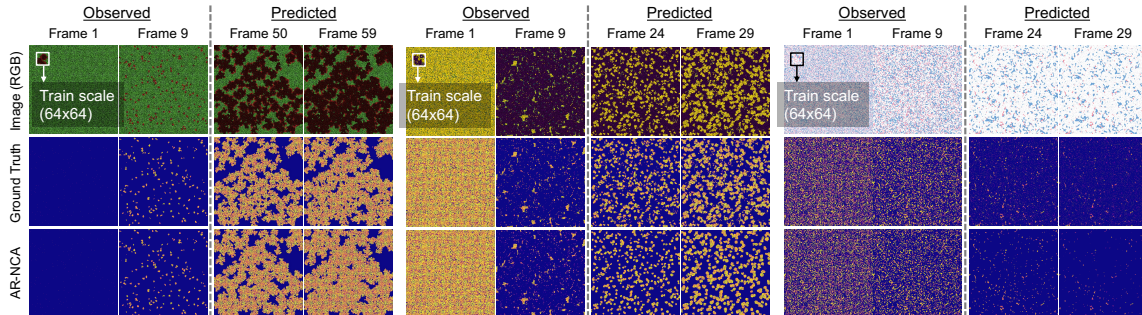 Observed Predicted Observed Predicted Observed Predicted
Frame 1 Frame 9 Frame 50 Frame 59 Frame 1 Frame 9 Frame 24 Frame 29 Frame 1 Frame 9 Frame 24 Frame 29
Image (RGB)
Train scale
(64x64)
Train scale
(64x64)
Train scale
(64x64)
Ground Truth
AR-NCA